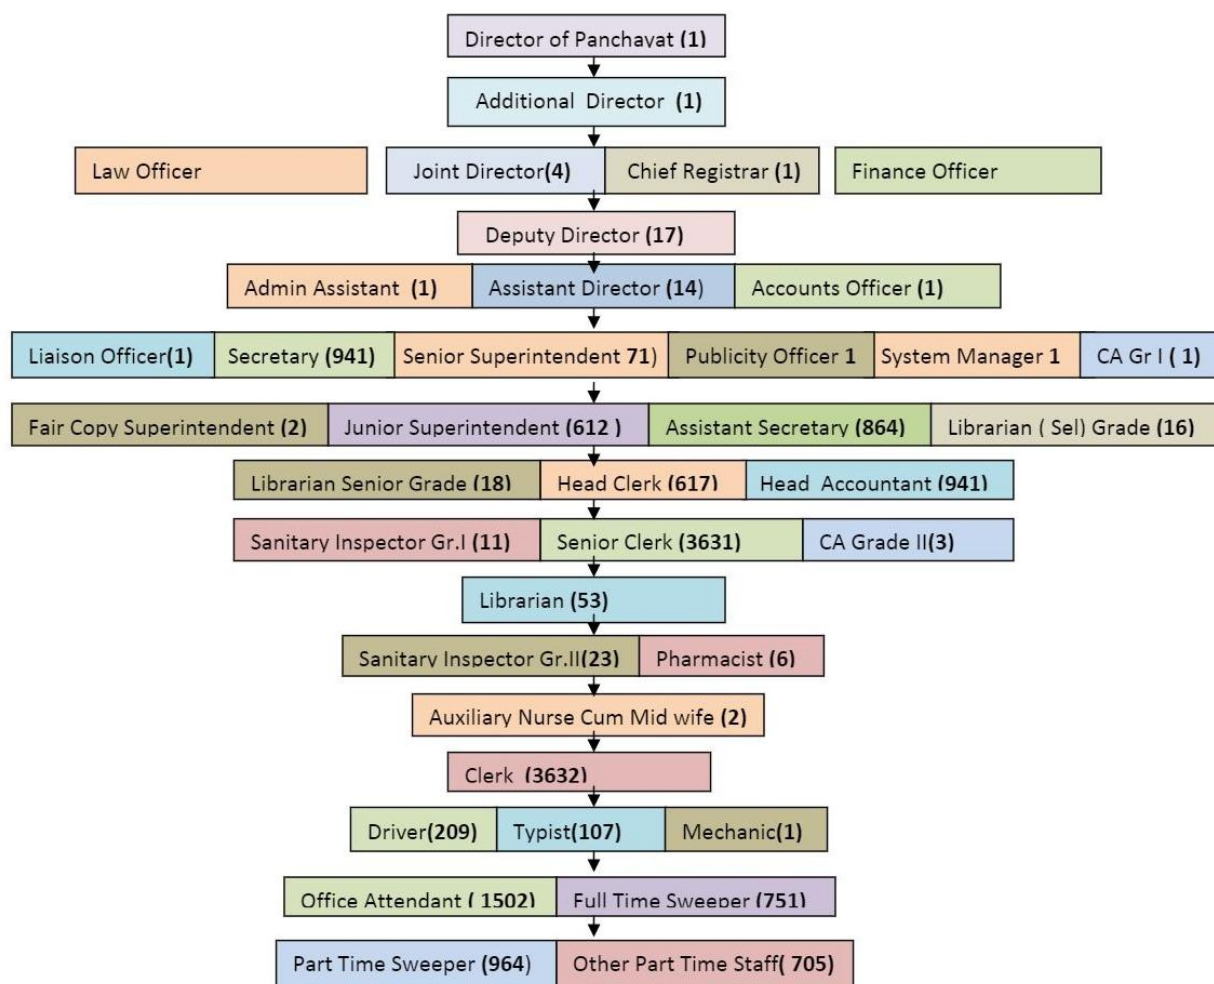 Director of Panchavat (1)
Additional Director (1)
Law Officer
Joint Director(4)
Chief Registrar (1)
Finance Officer
Deputy Director (17)
Admin Assistant (1)
Assistant Director (14)
Accounts Officer (1)
Liaison Officer(1)
Secretary (941)
Senior Superintendent 71)
Publicity Officer 1
System Manager 1
CA Gr I ( 1)
Fair Copy Superintendent (2)
Junior Superintendent (612 )
Assistant Secretary (864)
Librarian ( Sel) Grade (16)
Librarian Senior Grade (18)
Head Clerk (617)
Head Accountant (941)
Sanitary Inspector Gr.I (11)
Senior Clerk (3631)
CA Grade II(3)
Librarian (53)
Sanitary Inspector Gr.II(23)
Pharmacist (6)
Auxiliary Nurse Cum Mid wife (2)
Clerk (3632)
Driver(209)
Typist(107)
Mechanic(1)
Office Attendant ( 1502)
Full Time Sweeper (751)
Part Time Sweeper (964)
Other Part Time Staff( 705)